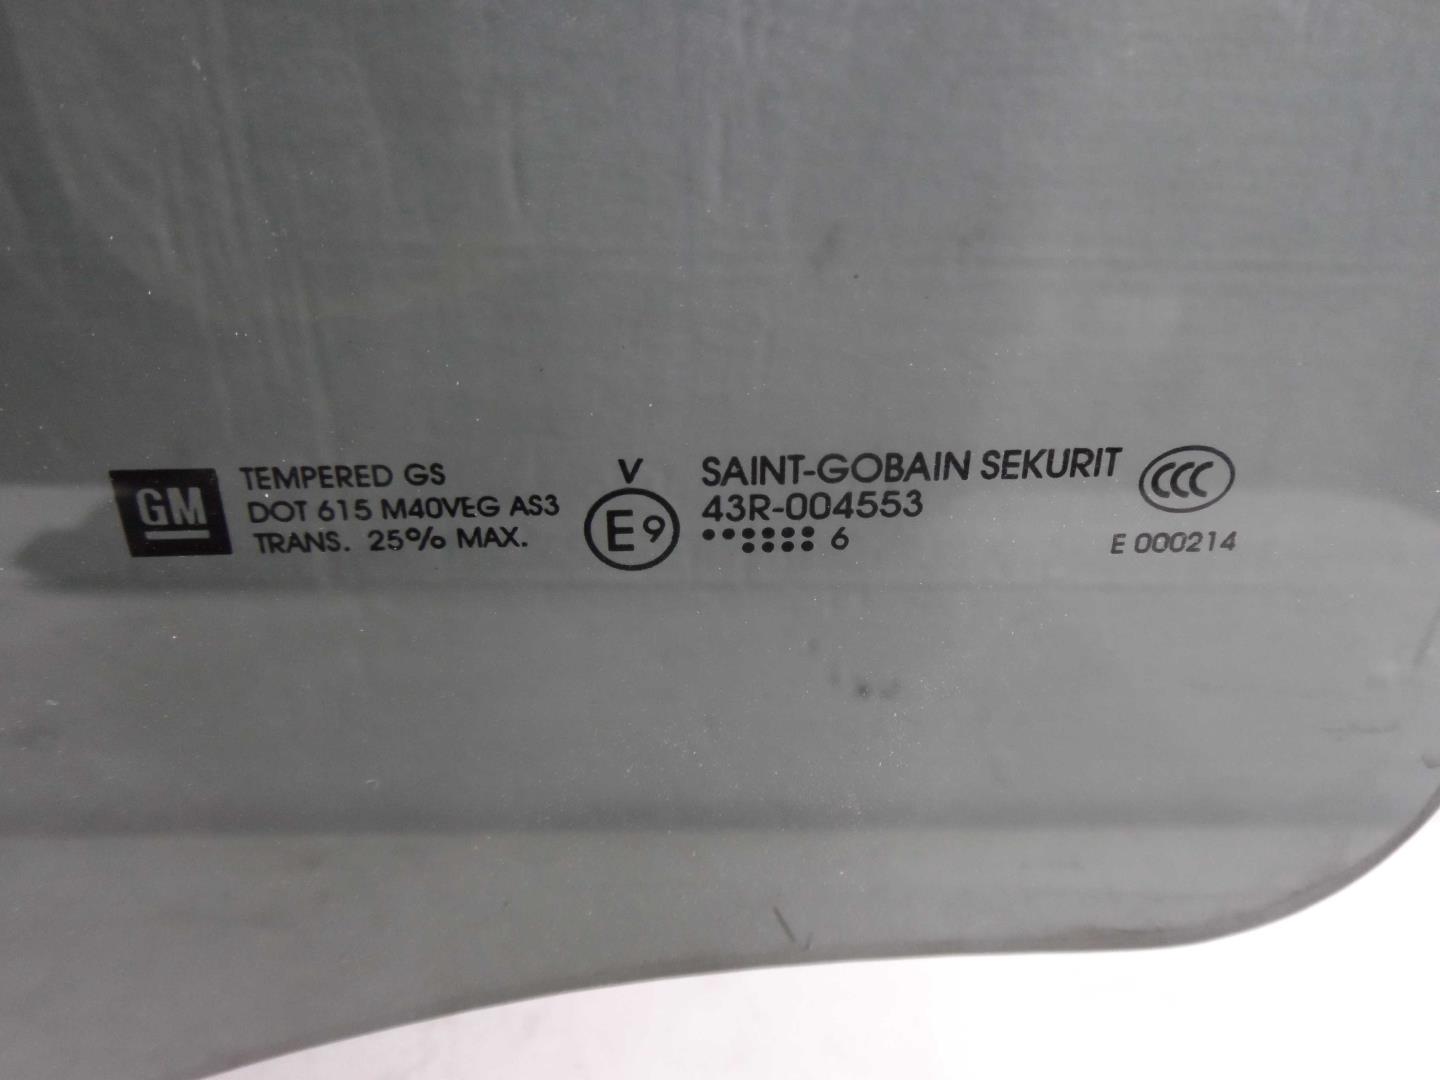 GM
TEMPERED GS
DOT 615 M40VEG AS3
TRANS. 25% MAX.
V
E9
SAINT-GOBAIN SEKURIT
43R-004553
••::::  6
CCC
E 000214